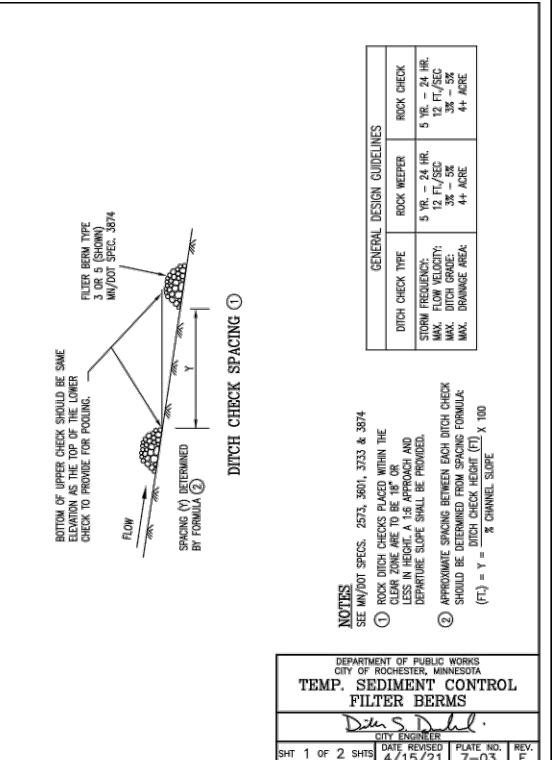 BOTTOM OF UPPER CHECK SHOULD BE SAME
ELEVATION AS THE TOP OF THE LOWER
CHECK TO PROVIDE FOR POOLING.
FILTER BERM TYPE
3 OR 5 (SHOWN)
MN/DOT SPEC. 3874
FLOW
Y
SPACING (Y) DETERMINED
BY FORMULA ②
DITCH CHECK SPACING ①
NOTES
SEE MN/DOT SPECS. 2573, 3601, 3733 & 3874
① ROCK DITCH CHECKS PLACED WITHIN THE
CLEAR ZONE ARE TO BE 18" OR
LESS IN HEIGHT. A 1:6 APPROACH AND
DEPARTURE SLOPE SHALL BE PROVIDED.
② APPROXIMATE SPACING BETWEEN EACH DITCH CHECK
SHOULD BE DETERMINED FROM SPACING FORMULA:
(FT.) = Y = DITCH CHECK HEIGHT (FT) / % CHANNEL SLOPE X 100
GENERAL DESIGN GUIDELINES
DITCH CHECK TYPE ROCK WEEPER ROCK CHECK
STORM FREQUENCY: 5 YR. – 24 HR. 5 YR. – 24 HR.
MAX. FLOW VELOCITY: 12 FT./SEC 12 FT./SEC
MAX. DITCH GRADE: 3% – 5% 3% – 5%
MAX. DRAINAGE AREA: 4+ ACRE 4+ ACRE
DEPARTMENT OF PUBLIC WORKS
CITY OF ROCHESTER, MINNESOTA
TEMP. SEDIMENT CONTROL
FILTER BERMS
CITY ENGINEER
SHT 1 OF 2 SHTS
DATE REVISED
4/15/21
PLATE NO.
7-03
REV.